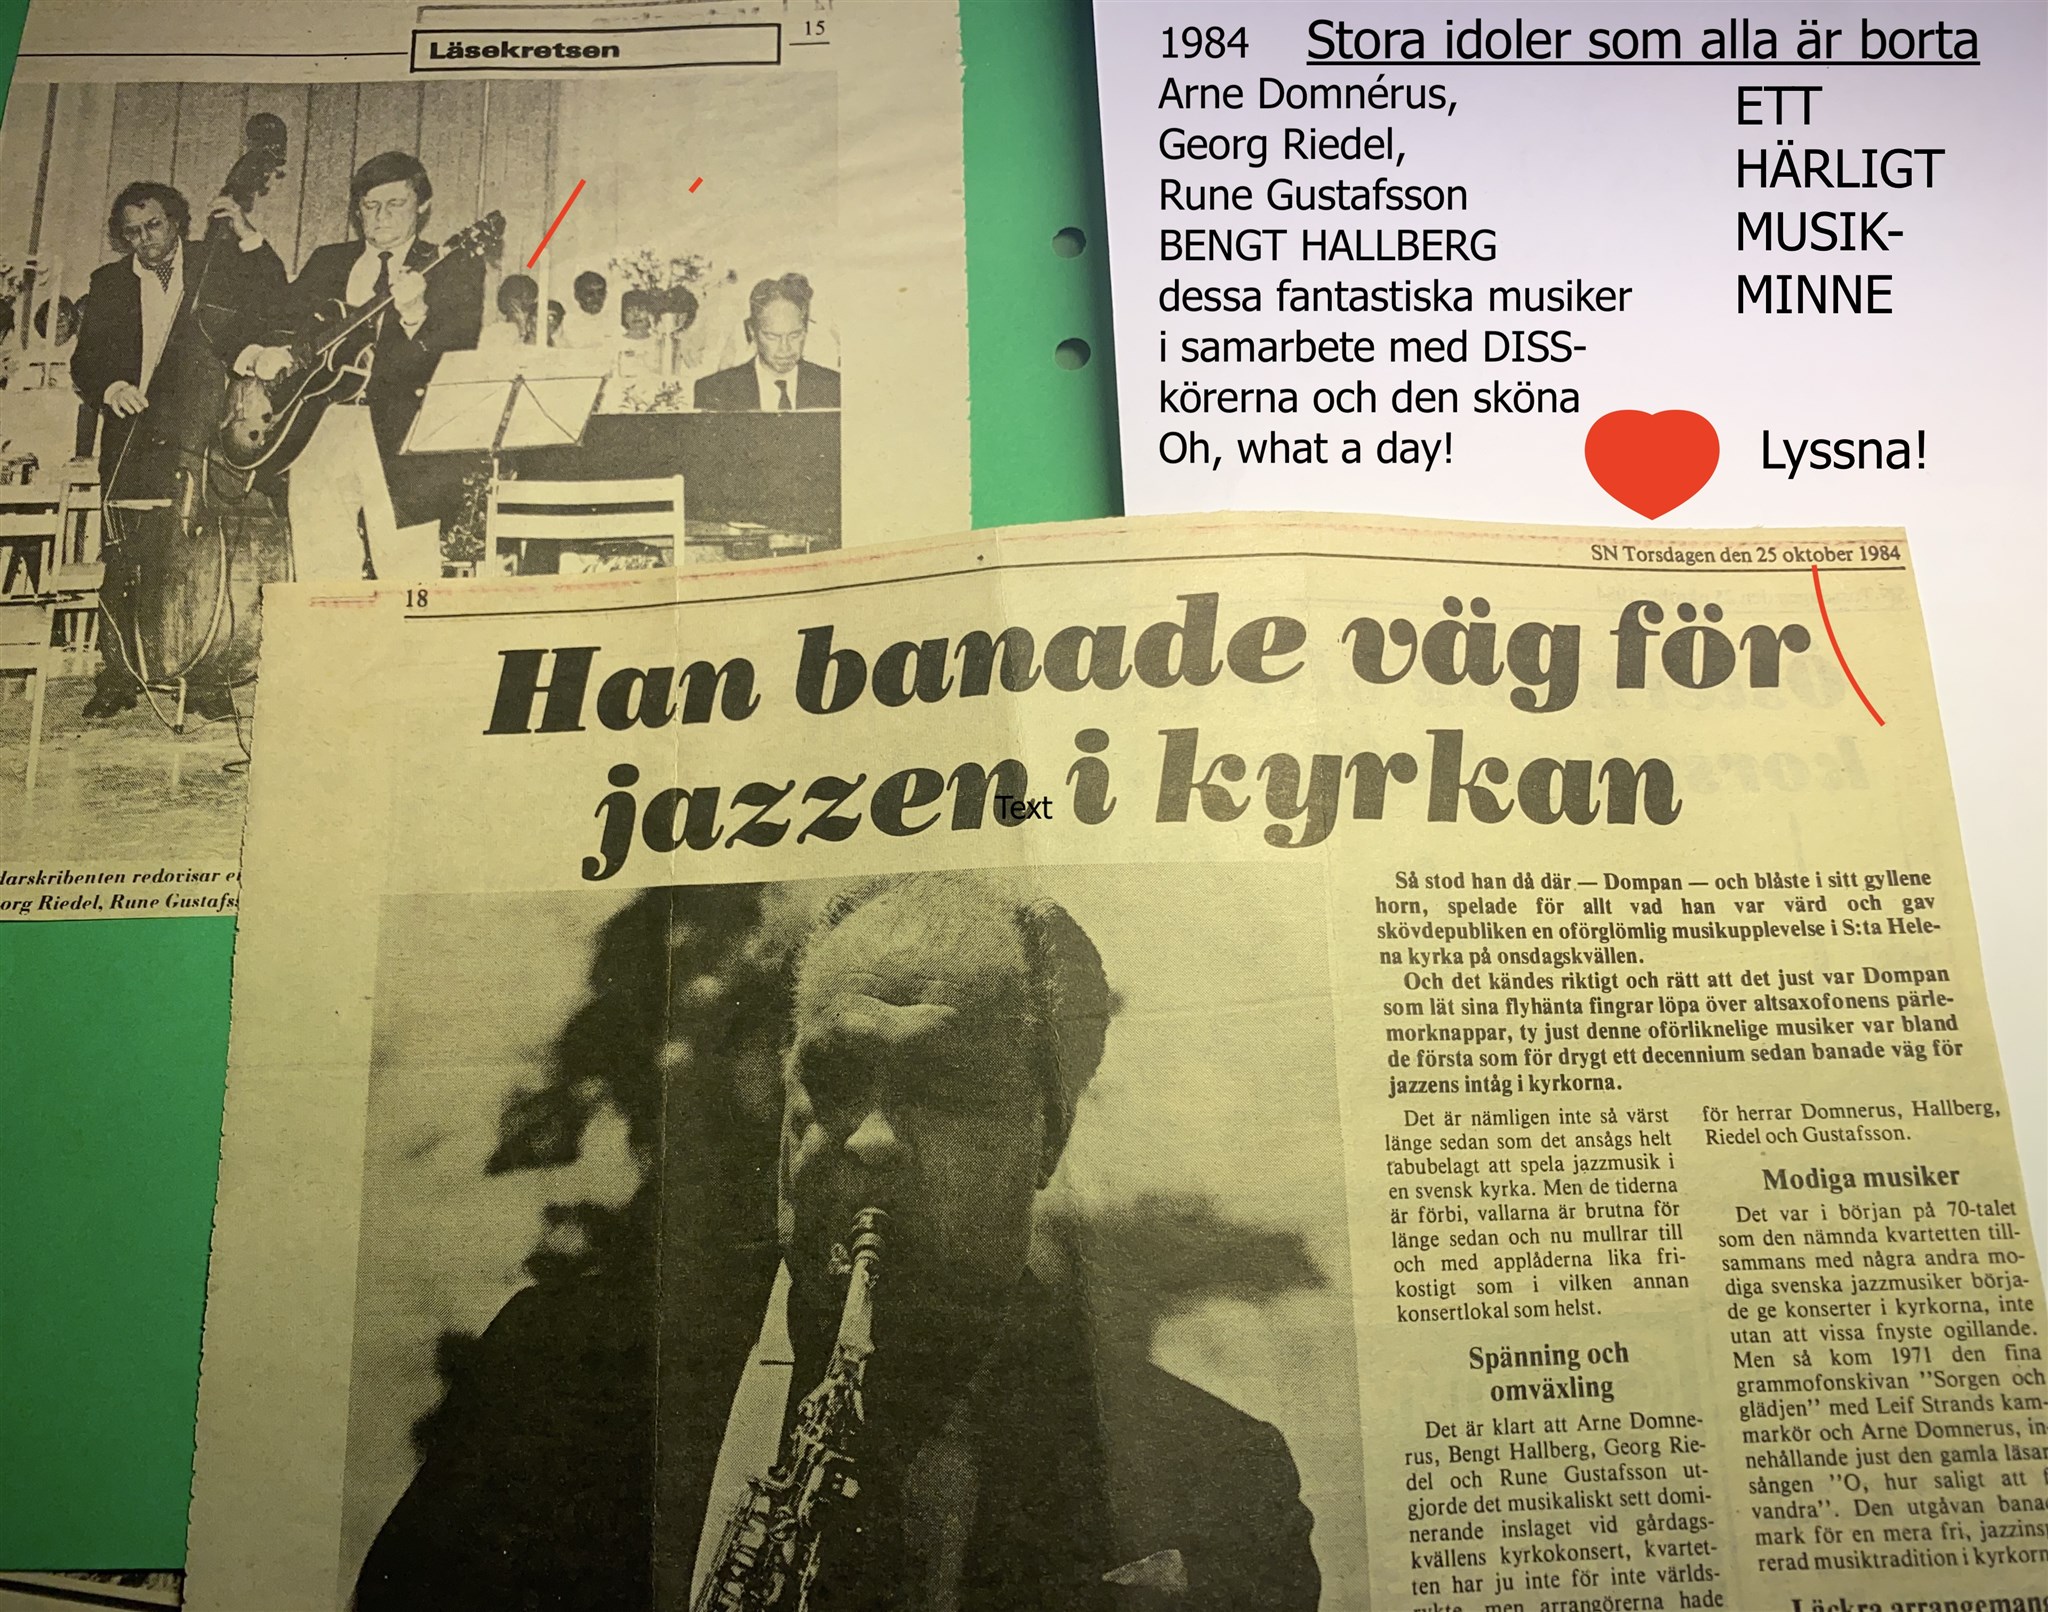 Läsekretsen
15
1984 Stora idoler som alla är borta
Arne Domnérus,
Georg Riedel,
Rune Gustafsson
BENGT HALLBERG
dessa fantastiska musiker
i samarbete med DISS-
körerna och den sköna
Oh, what a day!
ETT
HÄRLIGT
MUSIK-
MINNE
Lyssna!
SN Torsdagen den 25 oktober 1984
18
Han banade väg för
jazzen i kyrkan
Text
larskribenten redovisar
org Riedel, Rune Gustafs
Så stod han då där — Dompan — och blåste i sitt gyllene
horn, spelade för allt vad han var värd och gav
skövdepubliken en oförglömlig musikupplevelse i S:ta Hele-
na kyrka på onsdagskvällen.
Och det kändes riktigt och rätt att det just var Dompan
som lät sina flyhänta fingrar löpa över altsaxofonens pärle-
morknappar, ty just denne oförliknelige musiker var bland
de första som för drygt ett decennium sedan banade väg för
jazzens intåg i kyrkorna.
Det är nämligen inte så värst
länge sedan som det ansågs helt
tabubelagt att spela jazzmusik i
en svensk kyrka. Men de tiderna
är förbi, vallarna är brutna för
länge sedan och nu mullrar till
och med applåderna lika fri-
kostigt som i vilken annan
konsertlokal som helst.
Spänning och
omväxling
Det är klart att Arne Domne-
rus, Bengt Hallberg, Georg Rie-
del och Rune Gustafsson ut-
gjorde det musikaliskt sett domi-
nerande inslaget vid gårdags-
kvällens kyrkokonsert, kvartet-
ten har ju inte för inte världs-
rykte, men arrangörerna hade
för herrar Domnerus, Hallberg,
Riedel och Gustafsson.
Modiga musiker
Det var i början på 70-talet
som den nämnda kvartetten till-
sammans med några andra mo-
diga svenska jazzmusiker börja-
de ge konserter i kyrkorna, inte
utan att vissa fnyste ogillande.
Men så kom 1971 den fina
grammofonskivan "Sorgen och
glädjen" med Leif Strands kam-
markör och Arne Domnerus, in-
nehållande just den gamla läsar
sången "O, hur saligt att f
vandra". Den utgåvan bana
mark för en mera fri, jazzins
rerad musiktradition i kyrkorn
Läckra arrangemang